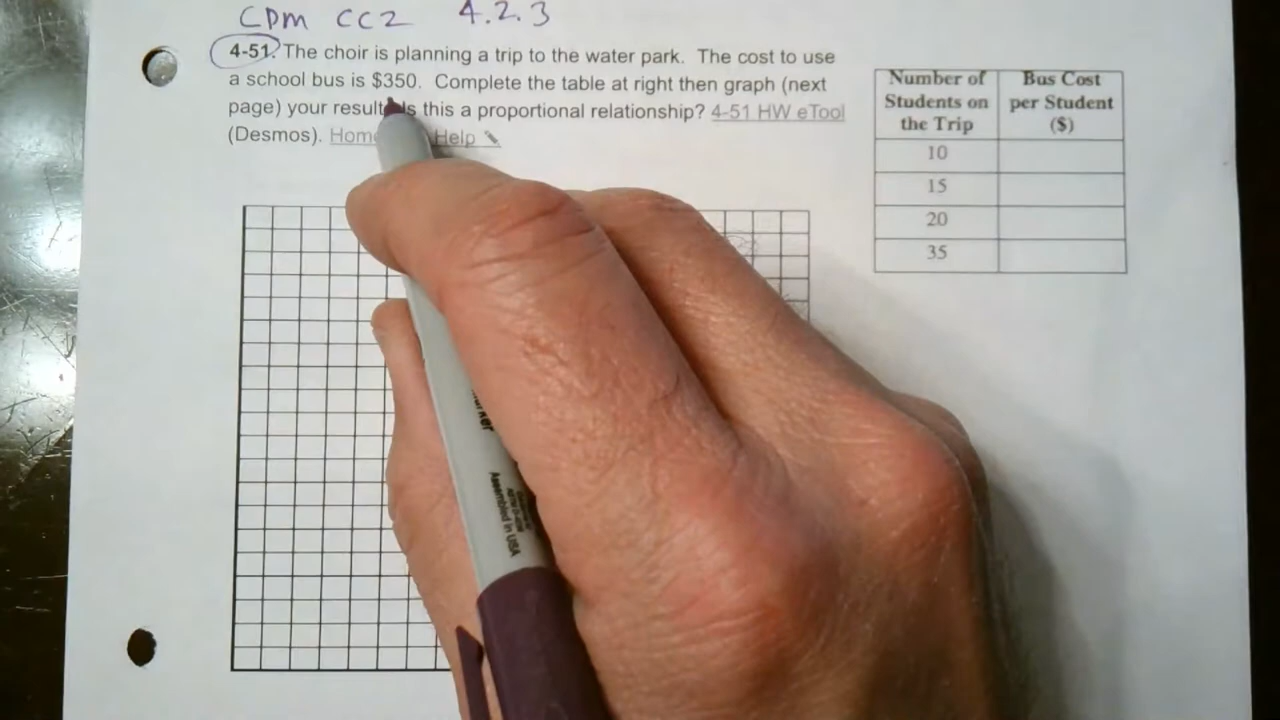 CPM CC2 4.2.3
4-51. The choir is planning a trip to the water park. The cost to use
a school bus is $350. Complete the table at right then graph (next
page) your result Is this a proportional relationship? 4-51 HW eTool
(Desmos). Help
Number of Students on the Trip
Bus Cost per Student ($)
10
15
20
35
Assembled in USA